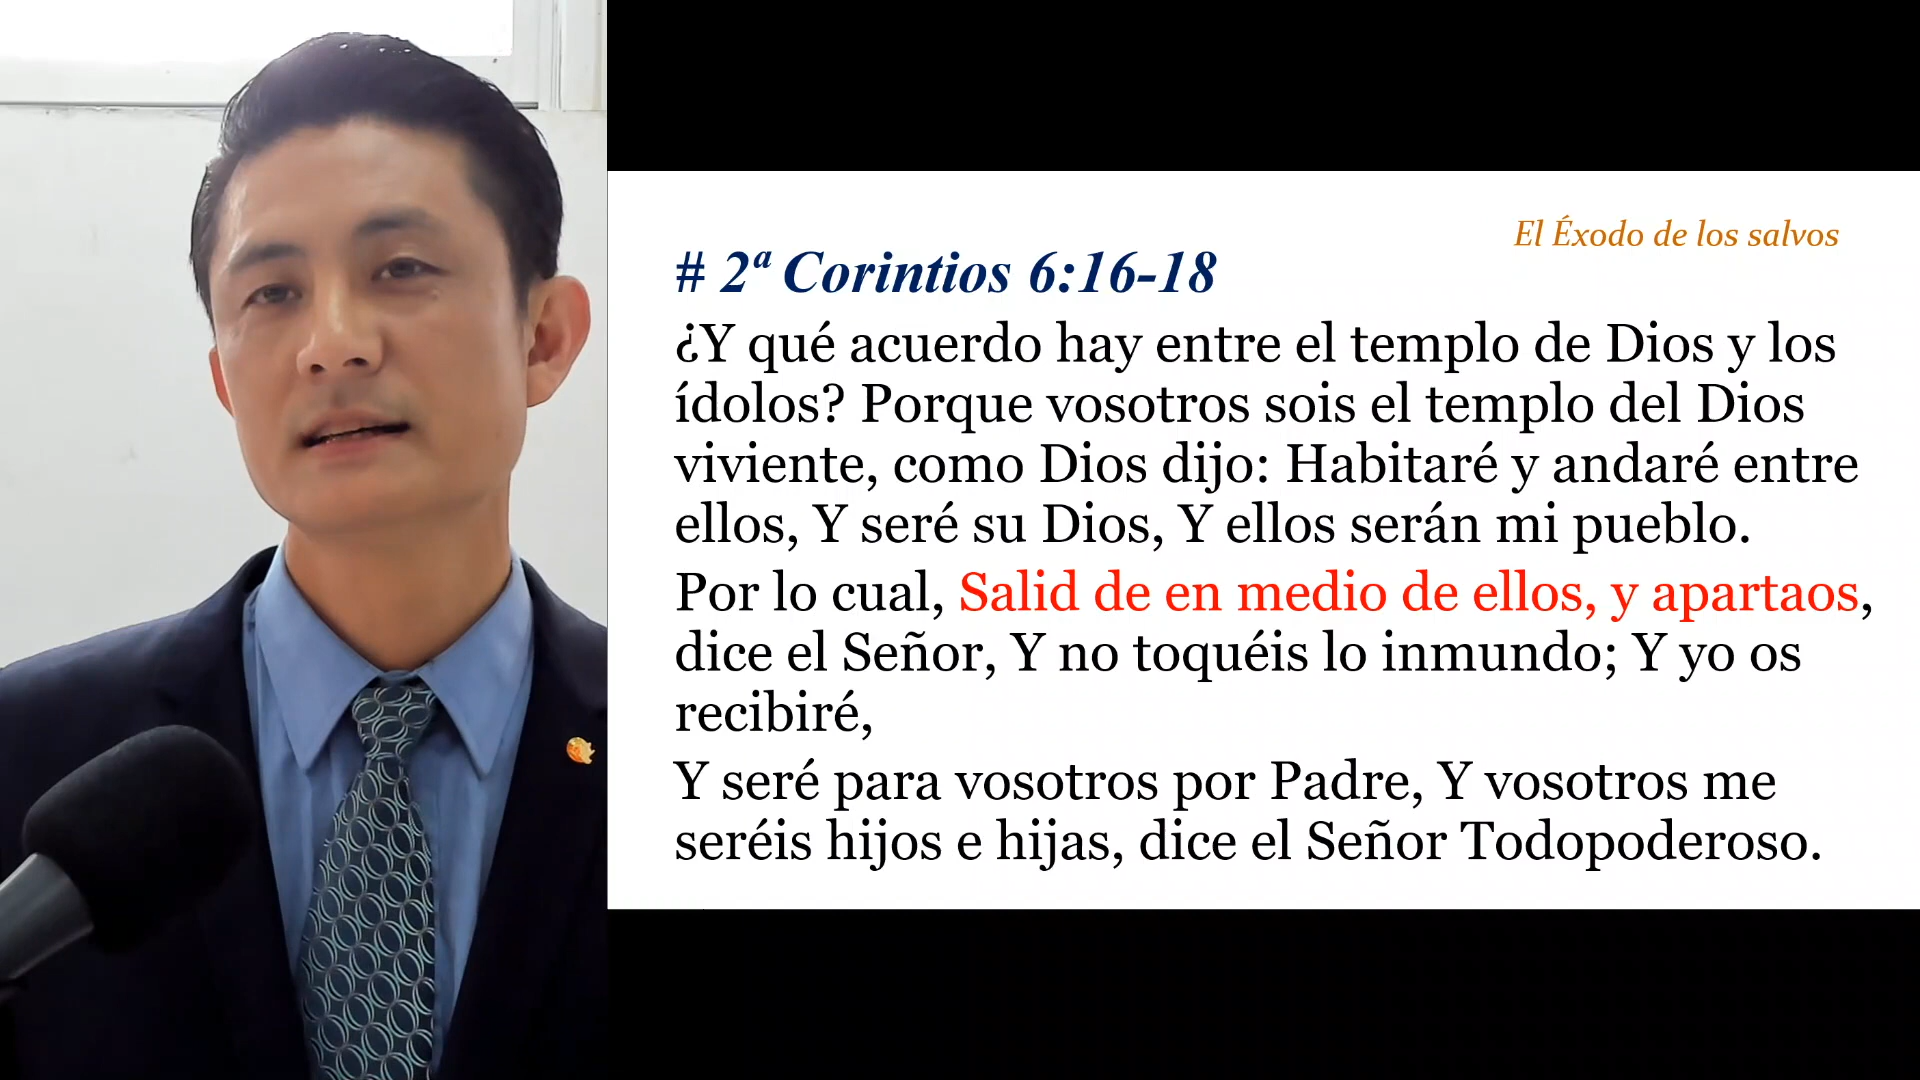 El Éxodo de los salvos
# 2ª Corintios 6:16-18
¿Y qué acuerdo hay entre el templo de Dios y los
ídolos? Porque vosotros sois el templo del Dios
viviente, como Dios dijo: Habitaré y andaré entre
ellos, Y seré su Dios, Y ellos serán mi pueblo.
Por lo cual, Salid de en medio de ellos, y apartaos,
dice el Señor, Y no toquéis lo inmundo; Y yo os
recibiré,
Y seré para vosotros por Padre, Y vosotros me
seréis hijos e hijas, dice el Señor Todopoderoso.